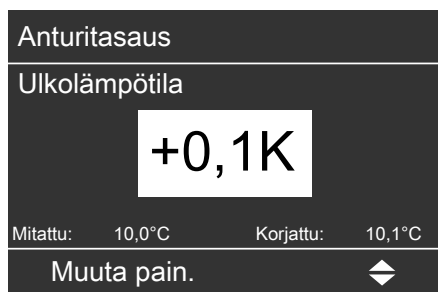 Anturitasaus
Ulkolämpötila
+0,1K
Mitattu: 10,0°C Korjattu: 10,1°C
Muuta pain.